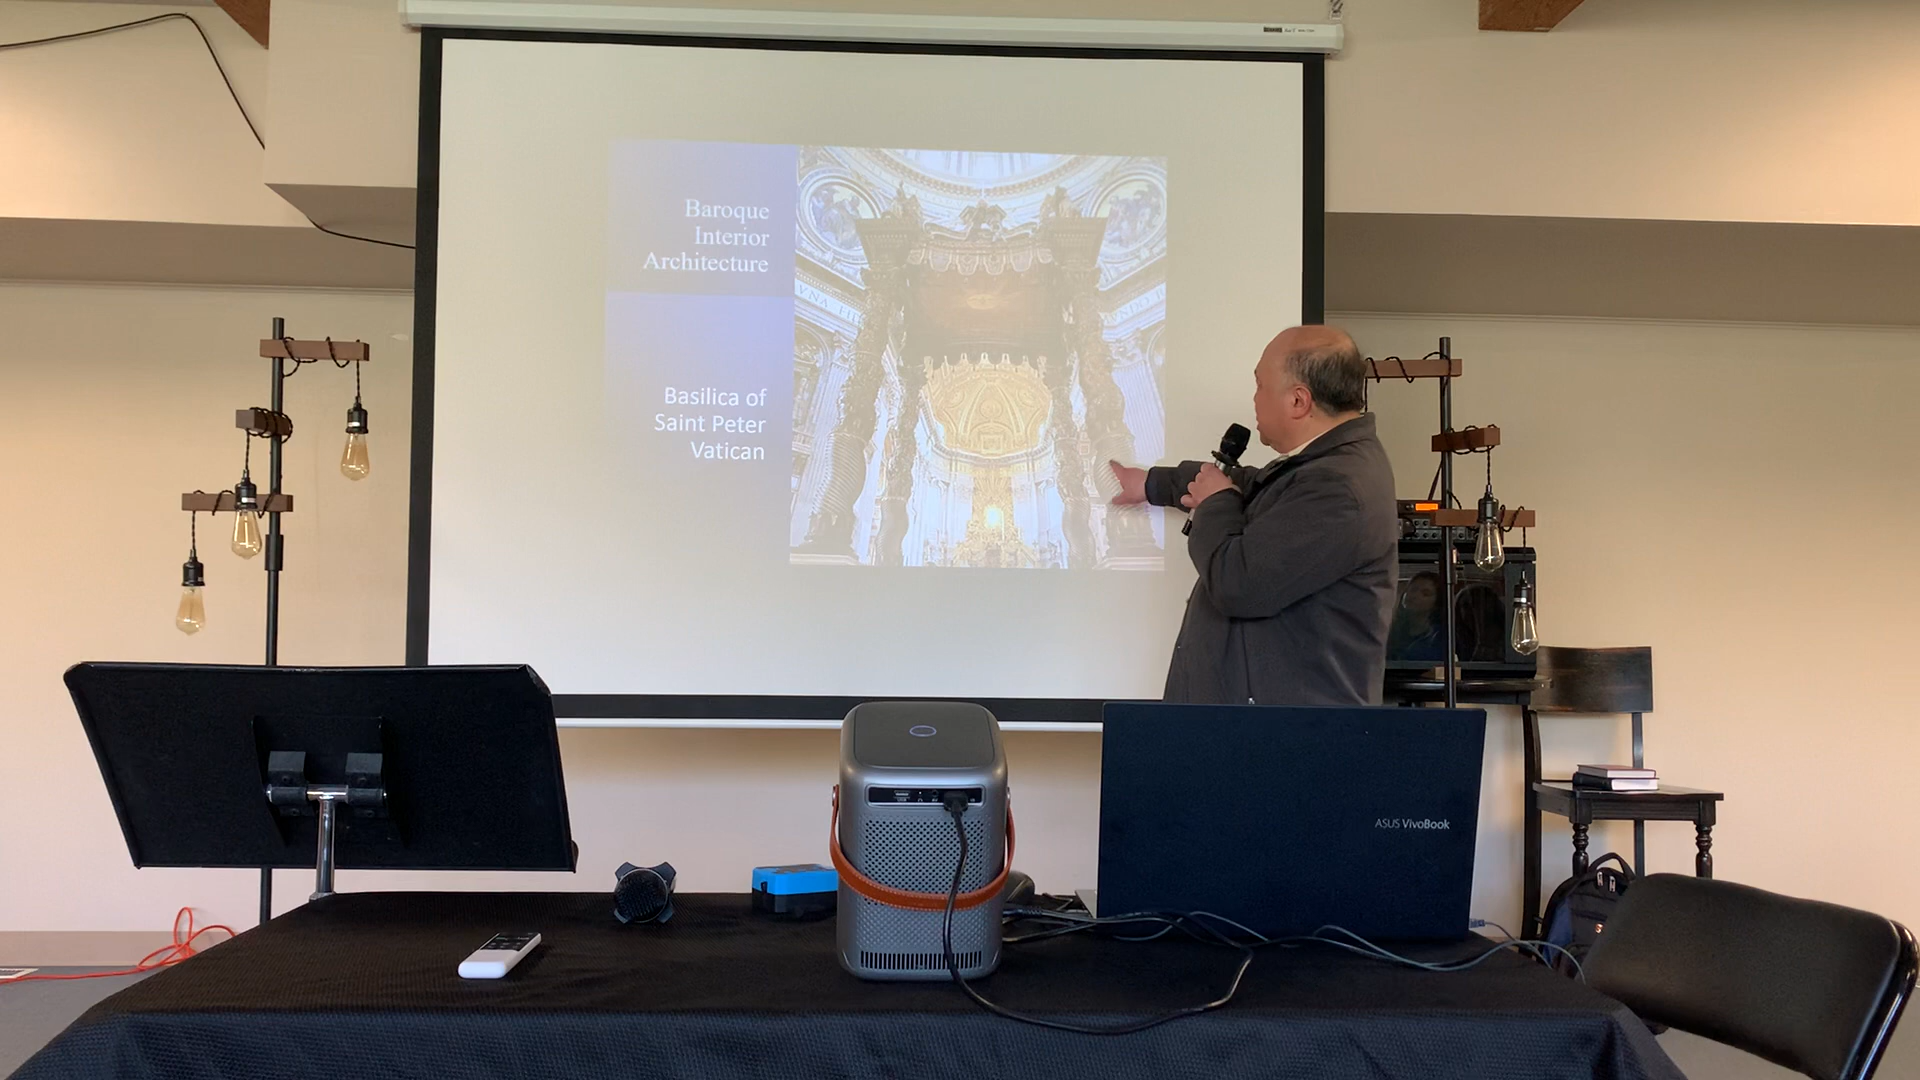 Baroque
Interior
Architecture
Basilica of
Saint Peter
Vatican
ASUS VivoBook